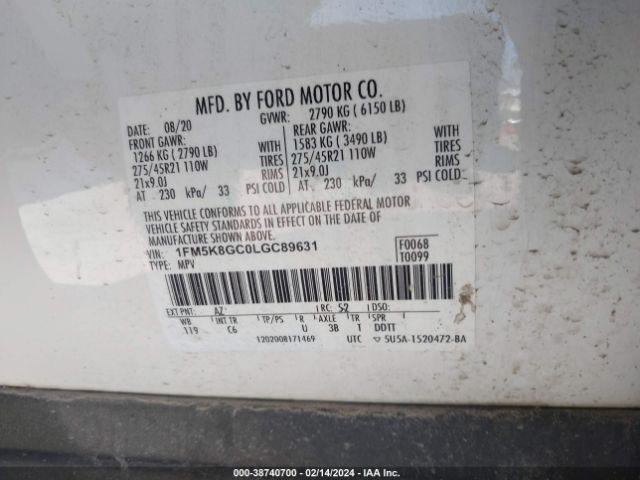 MFD. BY FORD MOTOR CO.
DATE: 08/20 GVWR: 2790 KG ( 6150 LB)
FRONT GAWR: REAR GAWR:
1266 KG ( 2790 LB) WITH 1583 KG ( 3490 LB) WITH
275/45R21 110W TIRES 275/45R21 110W TIRES
21x9.0J RIMS 21x9.0J RIMS
AT 230 kPa/ 33 PSI COLD AT 230 kPa/ 33 PSI COLD
THIS VEHICLE CONFORMS TO ALL APPLICABLE FEDERAL MOTOR
VEHICLE SAFETY STANDARDS IN EFFECT ON THE DATE OF
MANUFACTURE SHOWN ABOVE.
VIN: 1FM5K8GC0LGC89631 F0068
TYPE: MPV T0099
EXT PNT: AZ RC: 52 DSO:
WB INT TR TP/PS R AXLE TR SPR
119 C6 U 3B T DDTT
1202008171469 UTC 5U5A-1520472-BA
000-38740700 - 02/14/2024 - IAA